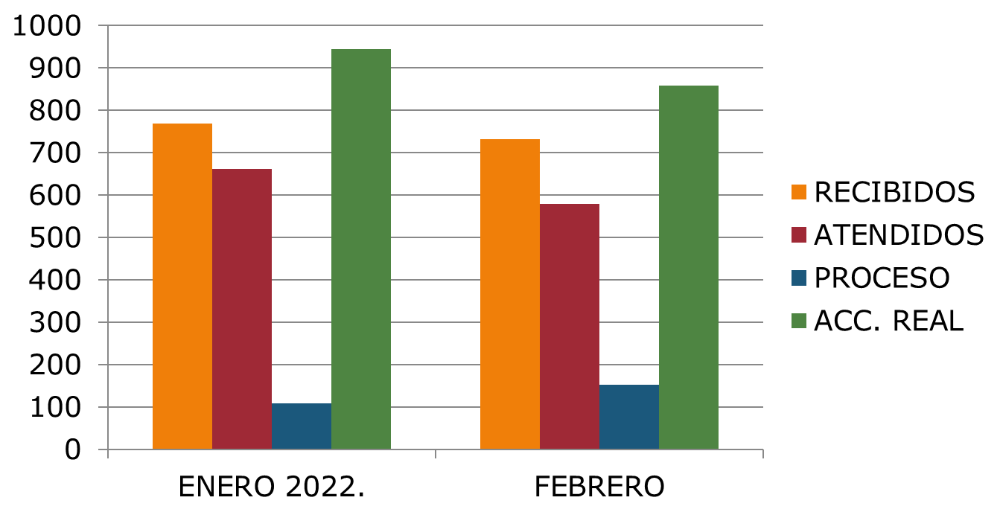 1000
900
800
700
600
500
400
300
200
100
0
ENERO 2022.
FEBRERO
RECIBIDOS
ATENDIDOS
PROCESO
ACC. REAL